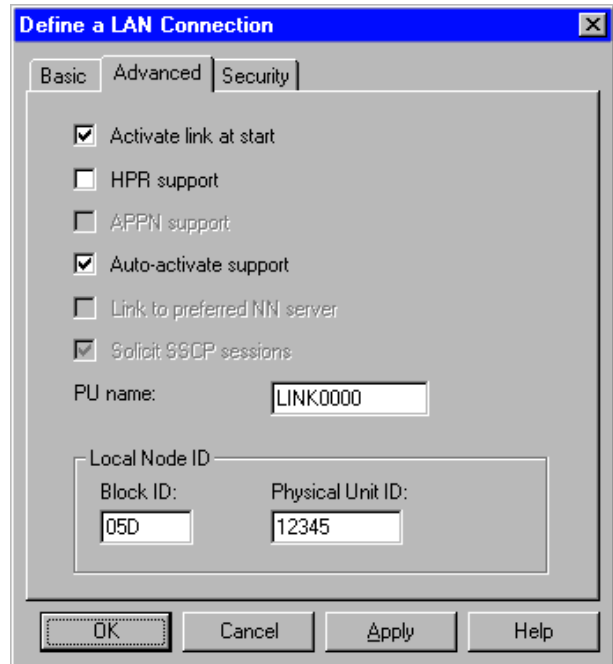 Define a LAN Connection
Basic Advanced Security
Activate link at start
HPR support
APPN support
Auto-activate support
Link to preferred NN server
Solicit SSCP sessions
PU name: LINK0000
Local Node ID
Block ID: Physical Unit ID:
05D 12345
OK Cancel Apply Help